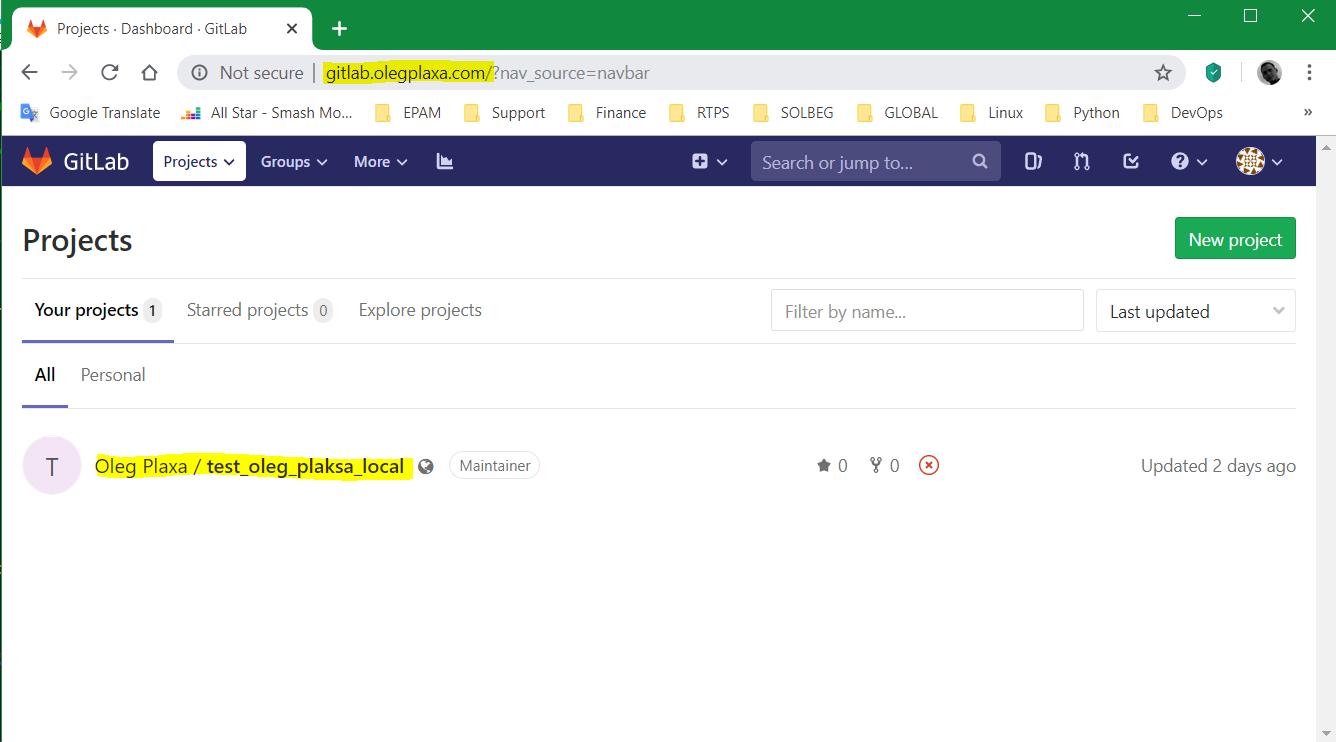 Projects · Dashboard · GitLab
Not secure | gitlab.olegplaxa.com/?nav_source=navbar
Google Translate All Star - Smash Mo... EPAM Support Finance RTPS SOLBEG GLOBAL Linux Python DevOps »
GitLab Projects Groups More Search or jump to...
Projects New project
Your projects 1 Starred projects 0 Explore projects Filter by name... Last updated
All Personal
T Oleg Plaxa / test_oleg_plaksa_local Maintainer 0 0 Updated 2 days ago